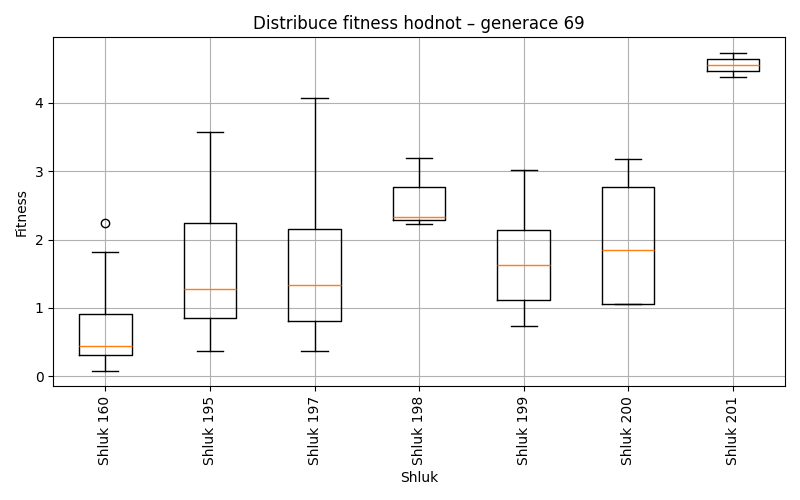 Distribuce fitness hodnot – generace 69
Fitness
4
3
2
1
0
Shluk 160
Shluk 195
Shluk 197
Shluk 198
Shluk 199
Shluk 200
Shluk 201
Shluk